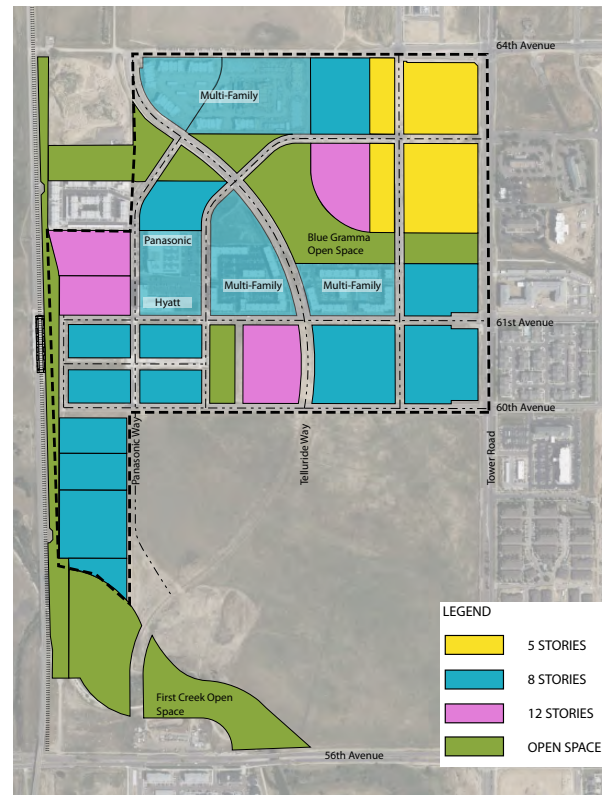 64th Avenue
Multi-Family
Blue Gramma
Open Space
Panasonic
Multi-Family
Multi-Family
Hyatt
61st Avenue
60th Avenue
Panasonic Way
Telluride Way
Tower Road
LEGEND
5 STORIES
8 STORIES
12 STORIES
OPEN SPACE
First Creek Open
Space
56th Avenue